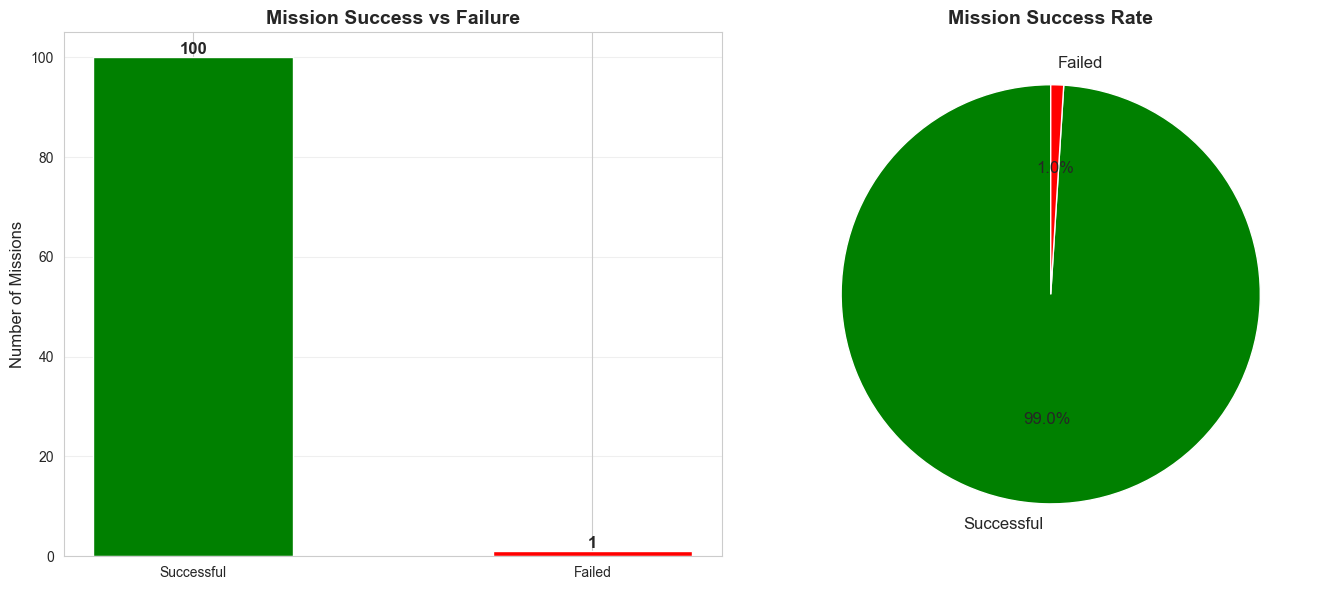 Mission Success vs Failure
Number of Missions
100
80
60
40
20
0
100
1
Successful
Failed
Mission Success Rate
Failed
1.0%
99.0%
Successful